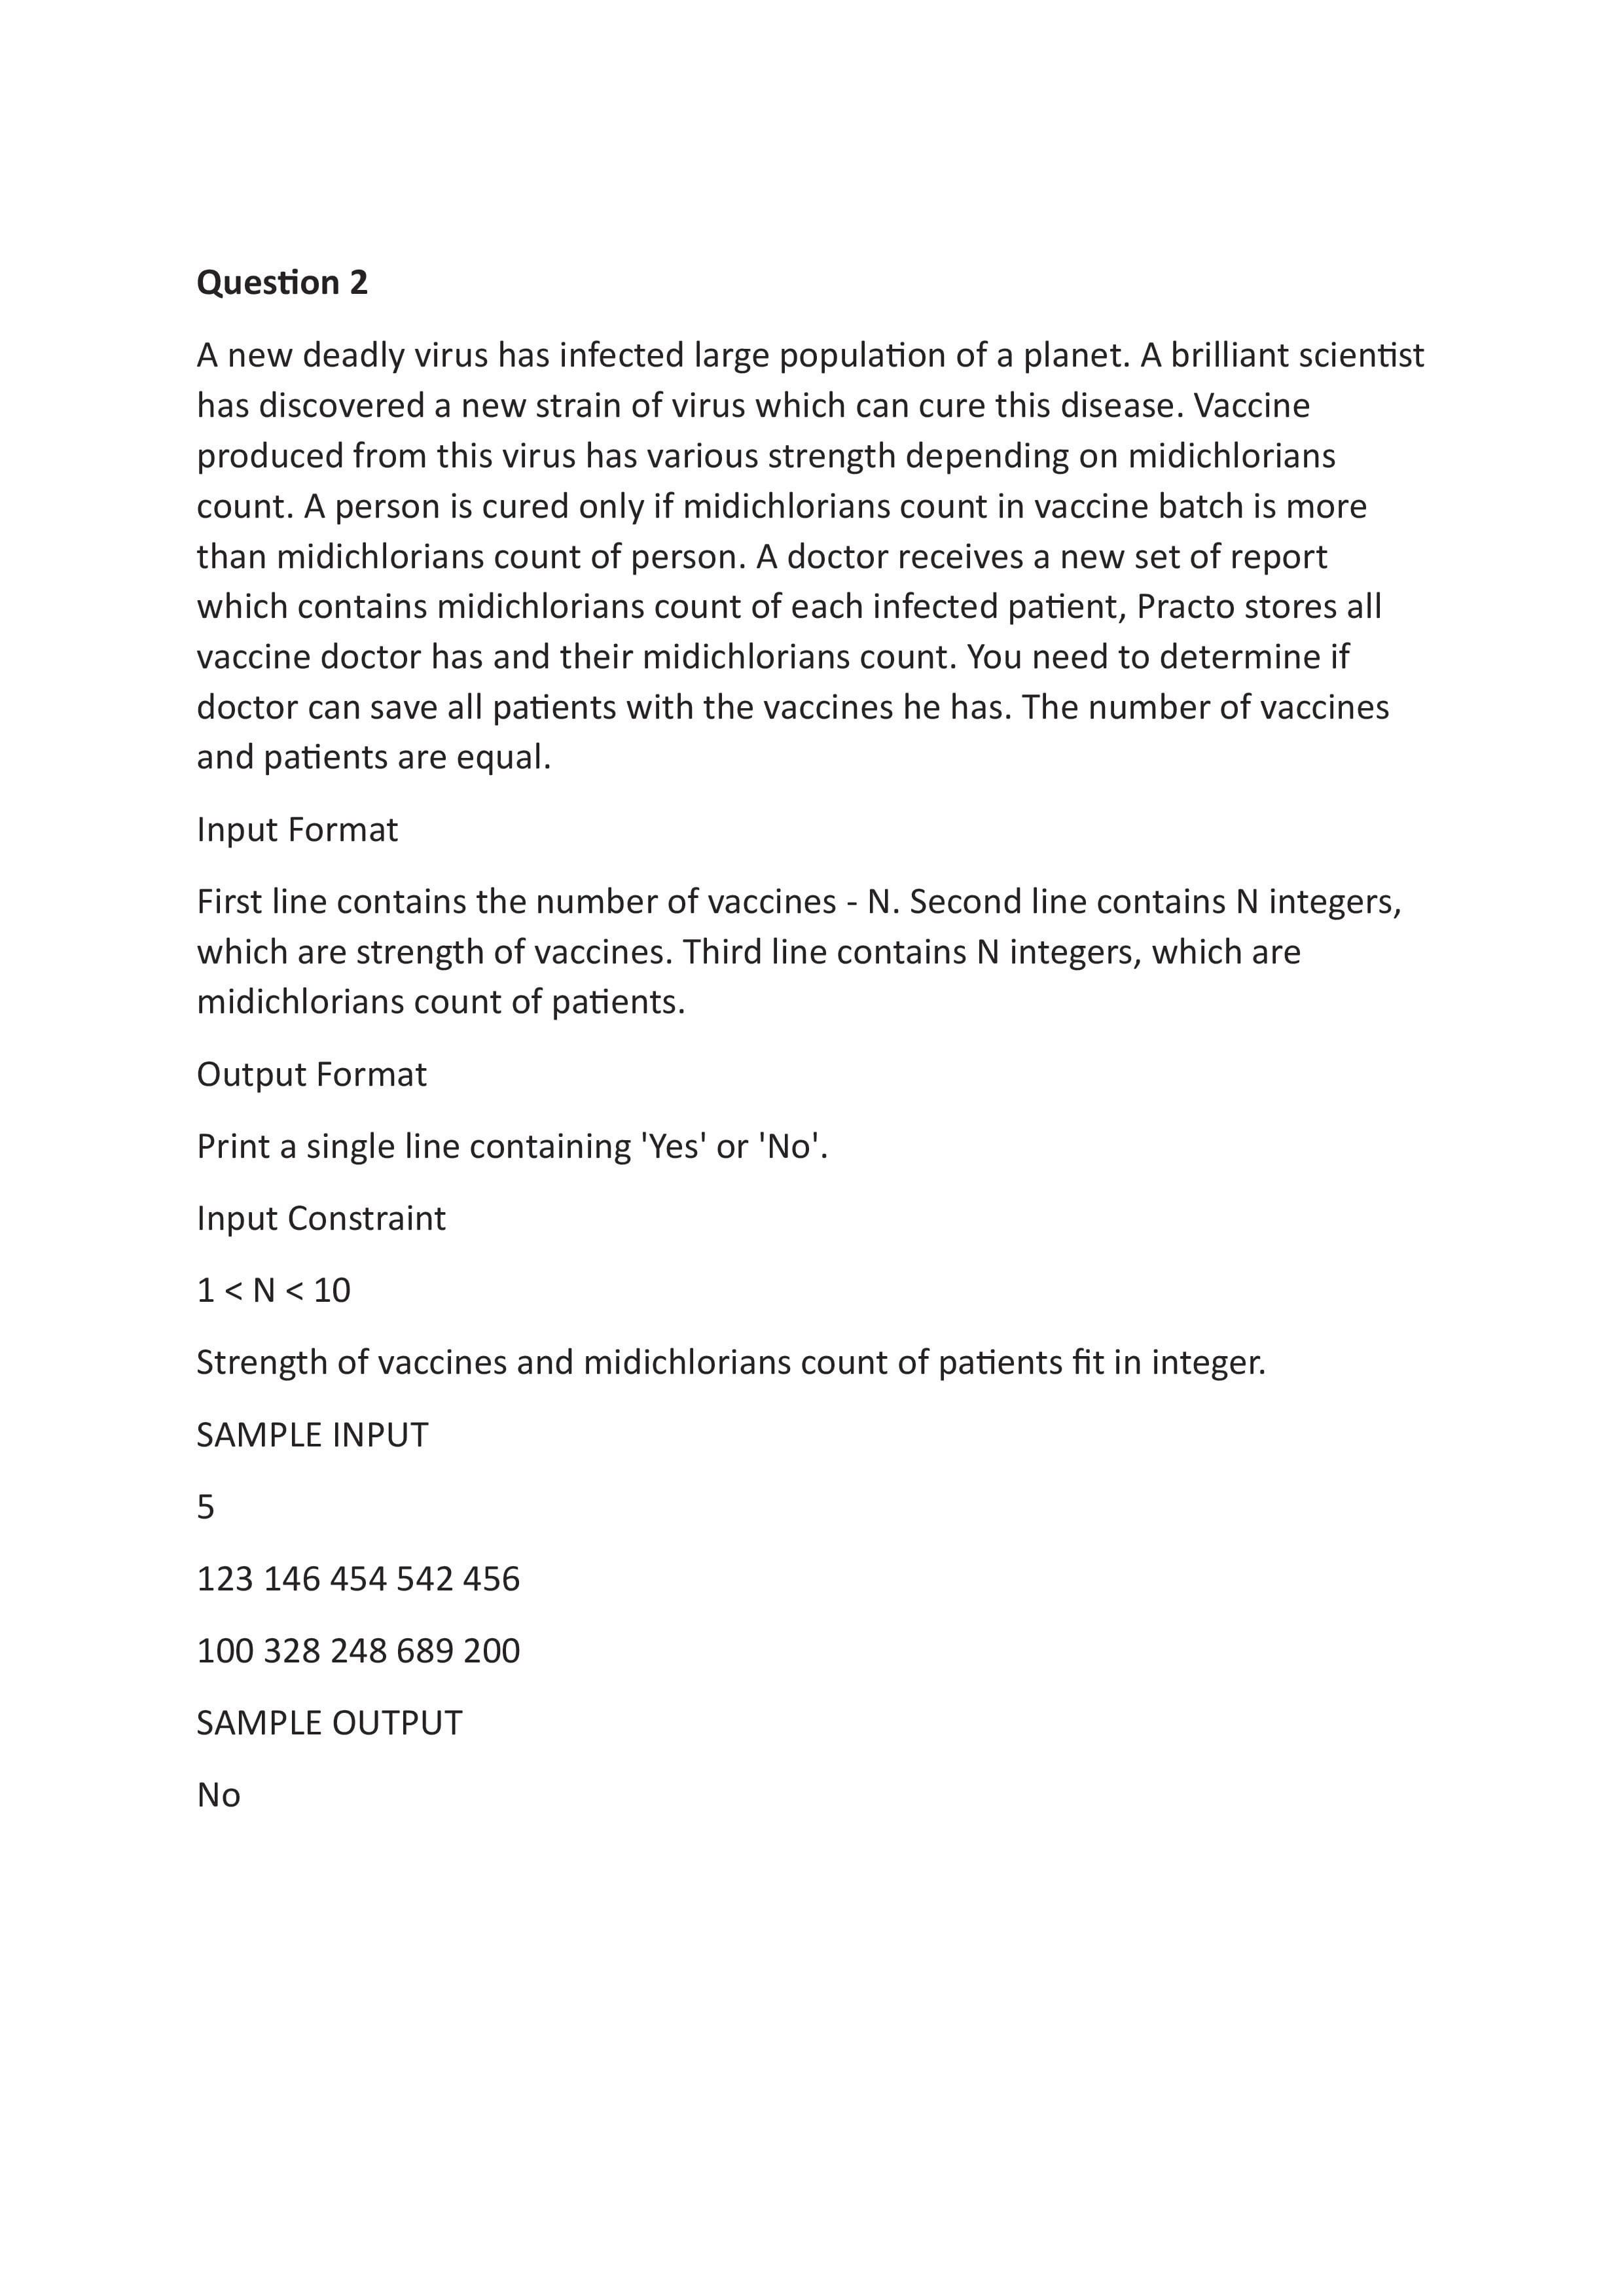 Question 2
A new deadly virus has infected large population of a planet. A brilliant scientist
has discovered a new strain of virus which can cure this disease. Vaccine
produced from this virus has various strength depending on midichlorians
count. A person is cured only if midichlorians count in vaccine batch is more
than midichlorians count of person. A doctor receives a new set of report
which contains midichlorians count of each infected patient, Practo stores all
vaccine doctor has and their midichlorians count. You need to determine if
doctor can save all patients with the vaccines he has. The number of vaccines
and patients are equal.
Input Format
First line contains the number of vaccines - N. Second line contains N integers,
which are strength of vaccines. Third line contains N integers, which are
midichlorians count of patients.
Output Format
Print a single line containing 'Yes' or 'No'.
Input Constraint
1 < N < 10
Strength of vaccines and midichlorians count of patients fit in integer.
SAMPLE INPUT
5
123 146 454 542 456
100 328 248 689 200
SAMPLE OUTPUT
No